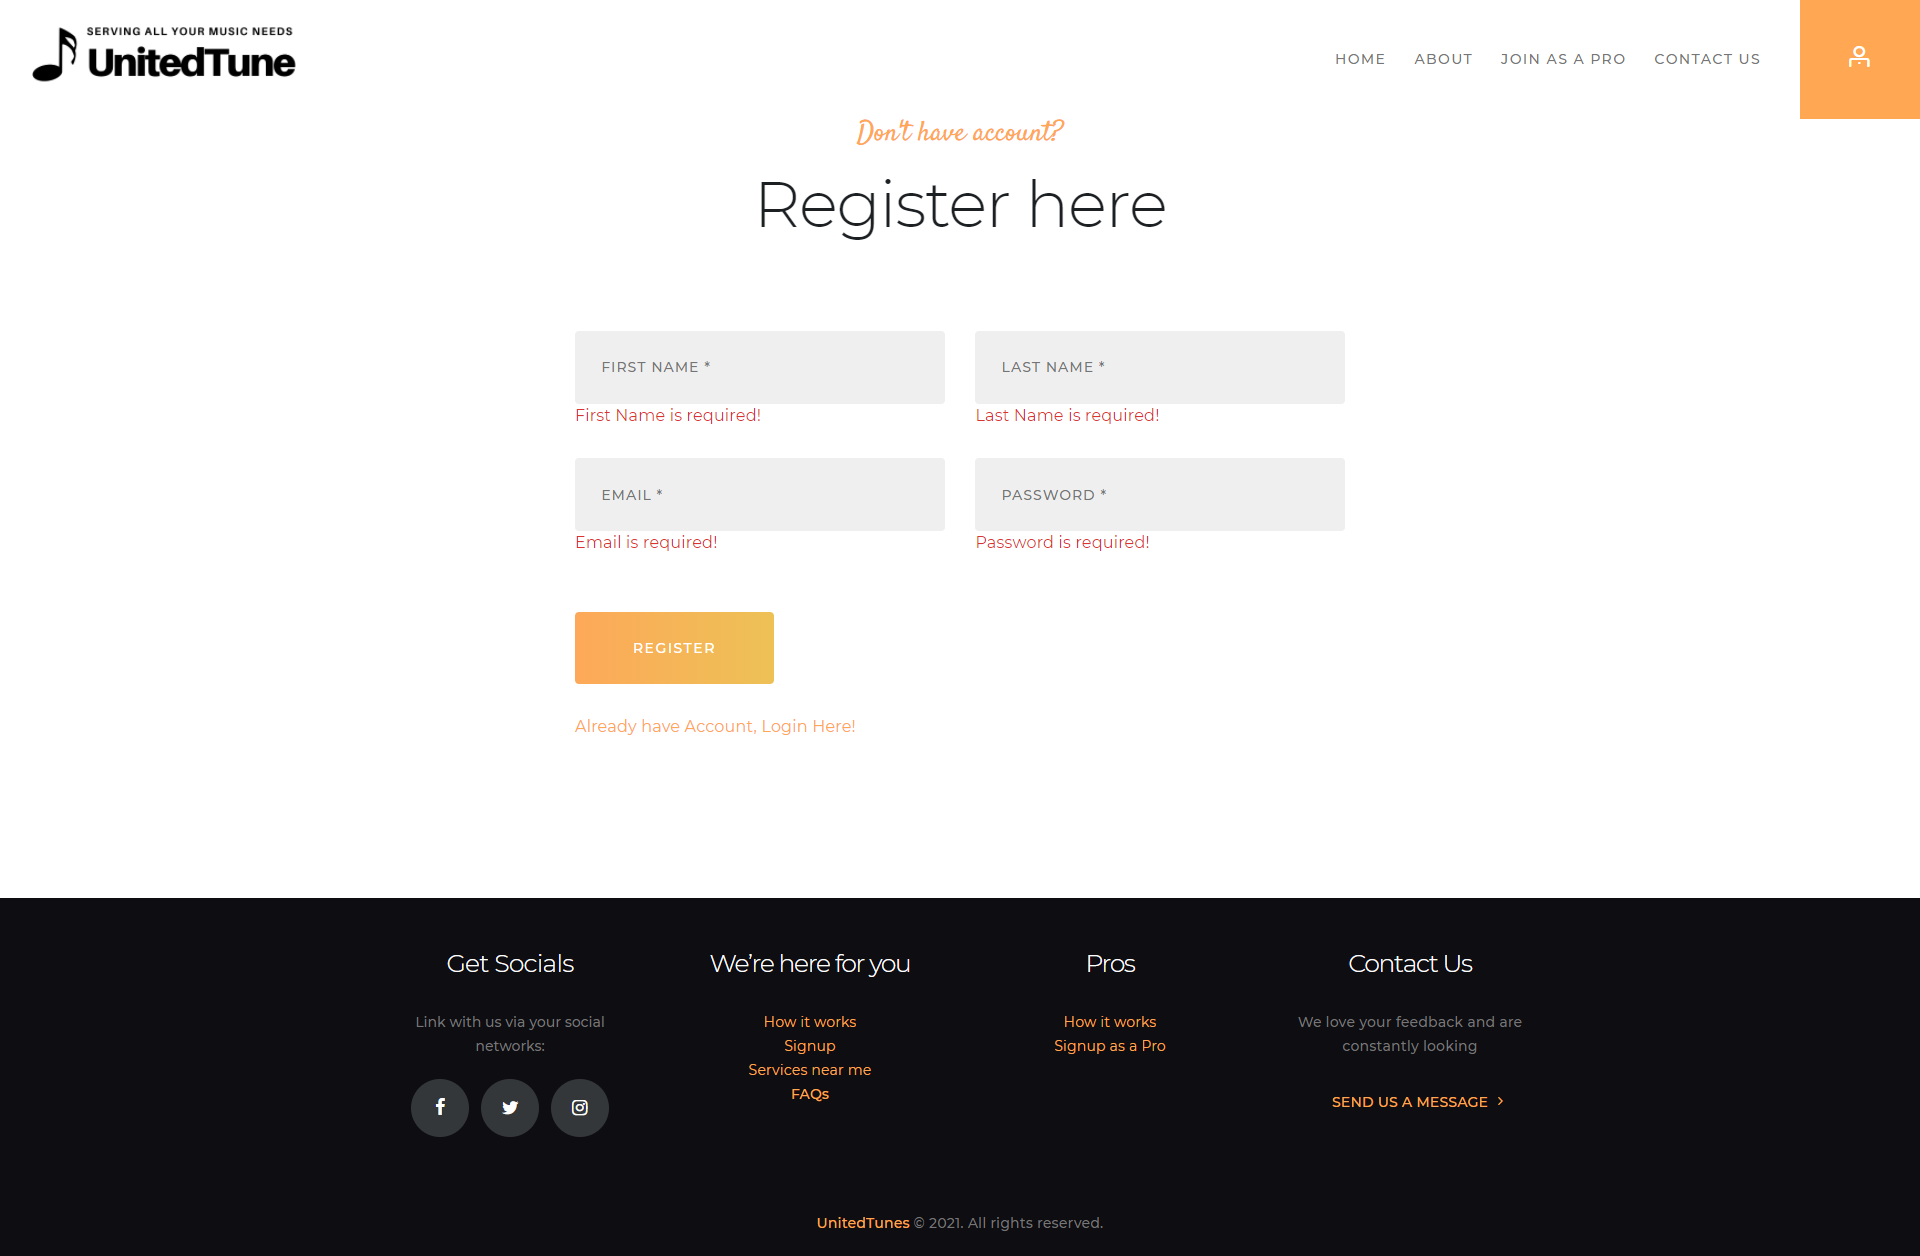 SERVING ALL YOUR MUSIC NEEDS
UnitedTune
HOME ABOUT JOIN AS A PRO CONTACT US
Don't have account?
Register here
FIRST NAME * LAST NAME *
First Name is required! Last Name is required!
EMAIL * PASSWORD *
Email is required! Password is required!
REGISTER
Already have Account, Login Here!
Get Socials
Link with us via your social
networks:
We're here for you
How it works
Signup
Services near me
FAQs
Pros
How it works
Signup as a Pro
Contact Us
We love your feedback and are
constantly looking
SEND US A MESSAGE
UnitedTunes © 2021. All rights reserved.